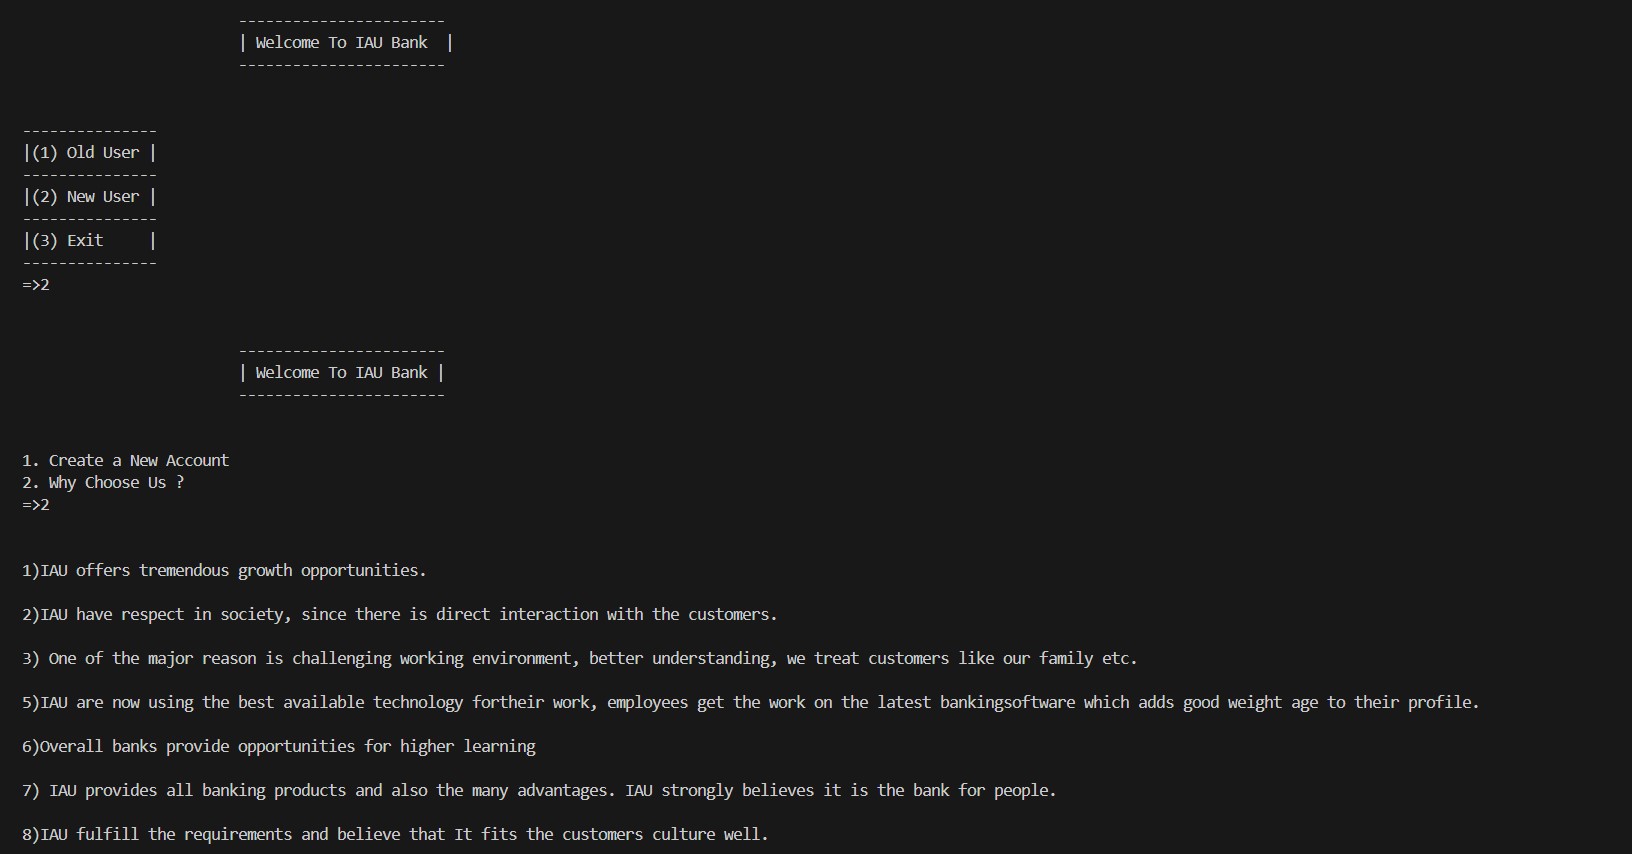 -----------------------
| Welcome To IAU Bank  |
-----------------------
---------------
|(1) Old User |
---------------
|(2) New User |
---------------
|(3) Exit     |
---------------
=>2
-----------------------
| Welcome To IAU Bank |
-----------------------
1. Create a New Account
2. Why Choose Us ?
=>2
1)IAU offers tremendous growth opportunities.
2)IAU have respect in society, since there is direct interaction with the customers.
3) One of the major reason is challenging working environment, better understanding, we treat customers like our family etc.
5)IAU are now using the best available technology fortheir work, employees get the work on the latest bankingsoftware which adds good weight age to their profile.
6)Overall banks provide opportunities for higher learning
7) IAU provides all banking products and also the many advantages. IAU strongly believes it is the bank for people.
8)IAU fulfill the requirements and believe that It fits the customers culture well.